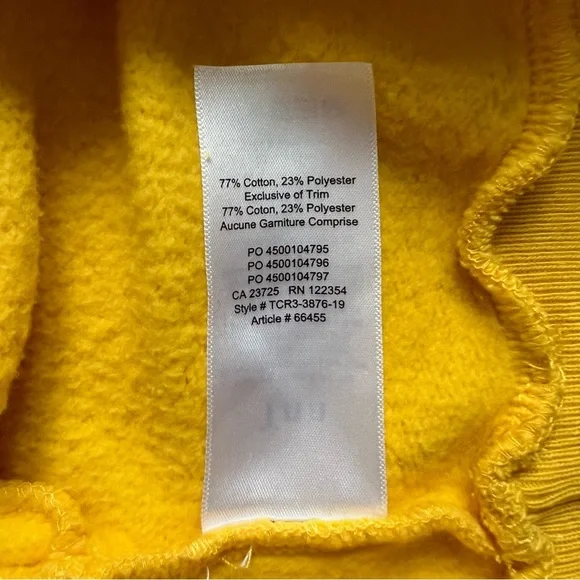 77% Cotton, 23% Polyester
Exclusive of Trim
77% Coton, 23% Polyester
Aucune Garniture Comprise
PO 4500104795
PO 4500104796
PO 4500104797
CA 23725 RN 122354
Style # TCR3-3876-19
Article # 66455